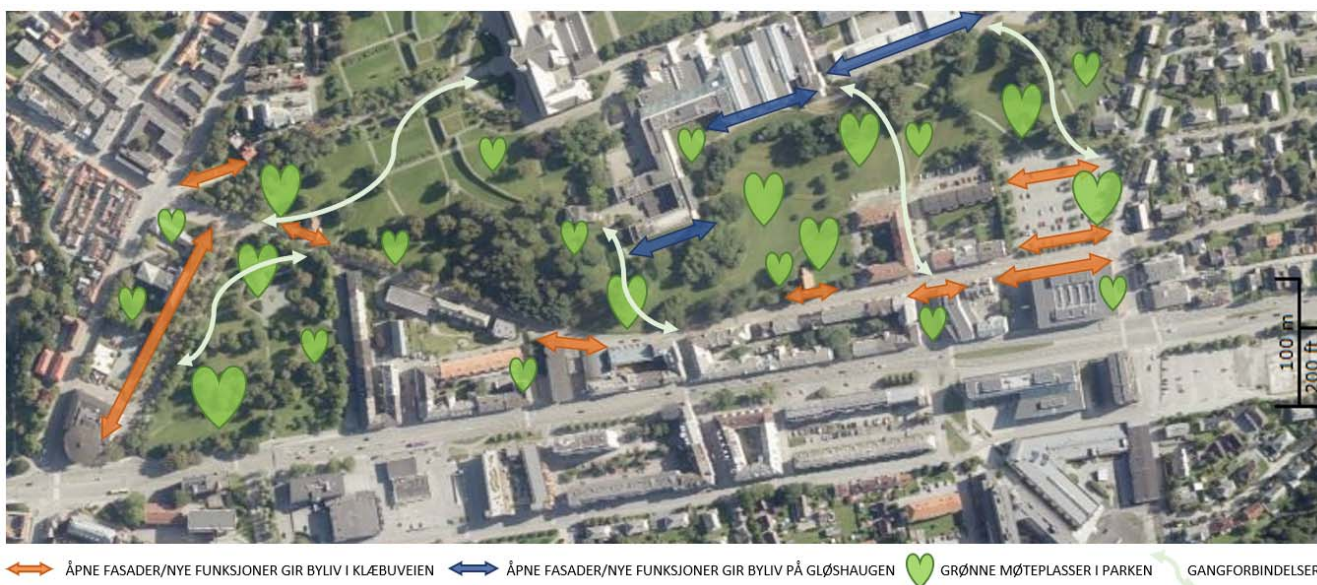 100 m
200 ft
ÅPNE FASADER/NYE FUNKSJONER GIR BYLIV I KLÆBUVEIEN
ÅPNE FASADER/NYE FUNKSJONER GIR BYLIV PÅ GLØSHAUGEN
GRØNNE MØTEPLASSER I PARKEN
GANGFORBINDELSER